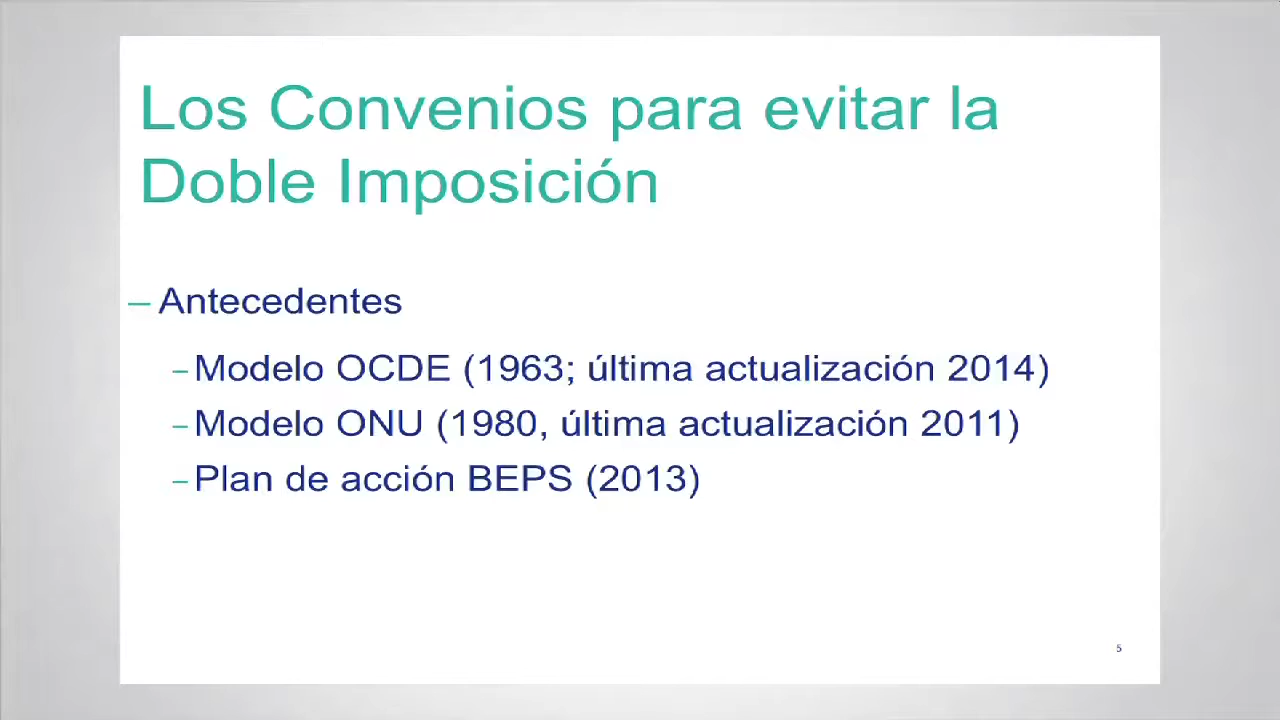 Los Convenios para evitar la
Doble Imposición
– Antecedentes
–Modelo OCDE (1963; última actualización 2014)
–Modelo ONU (1980, última actualización 2011)
–Plan de acción BEPS (2013)
5